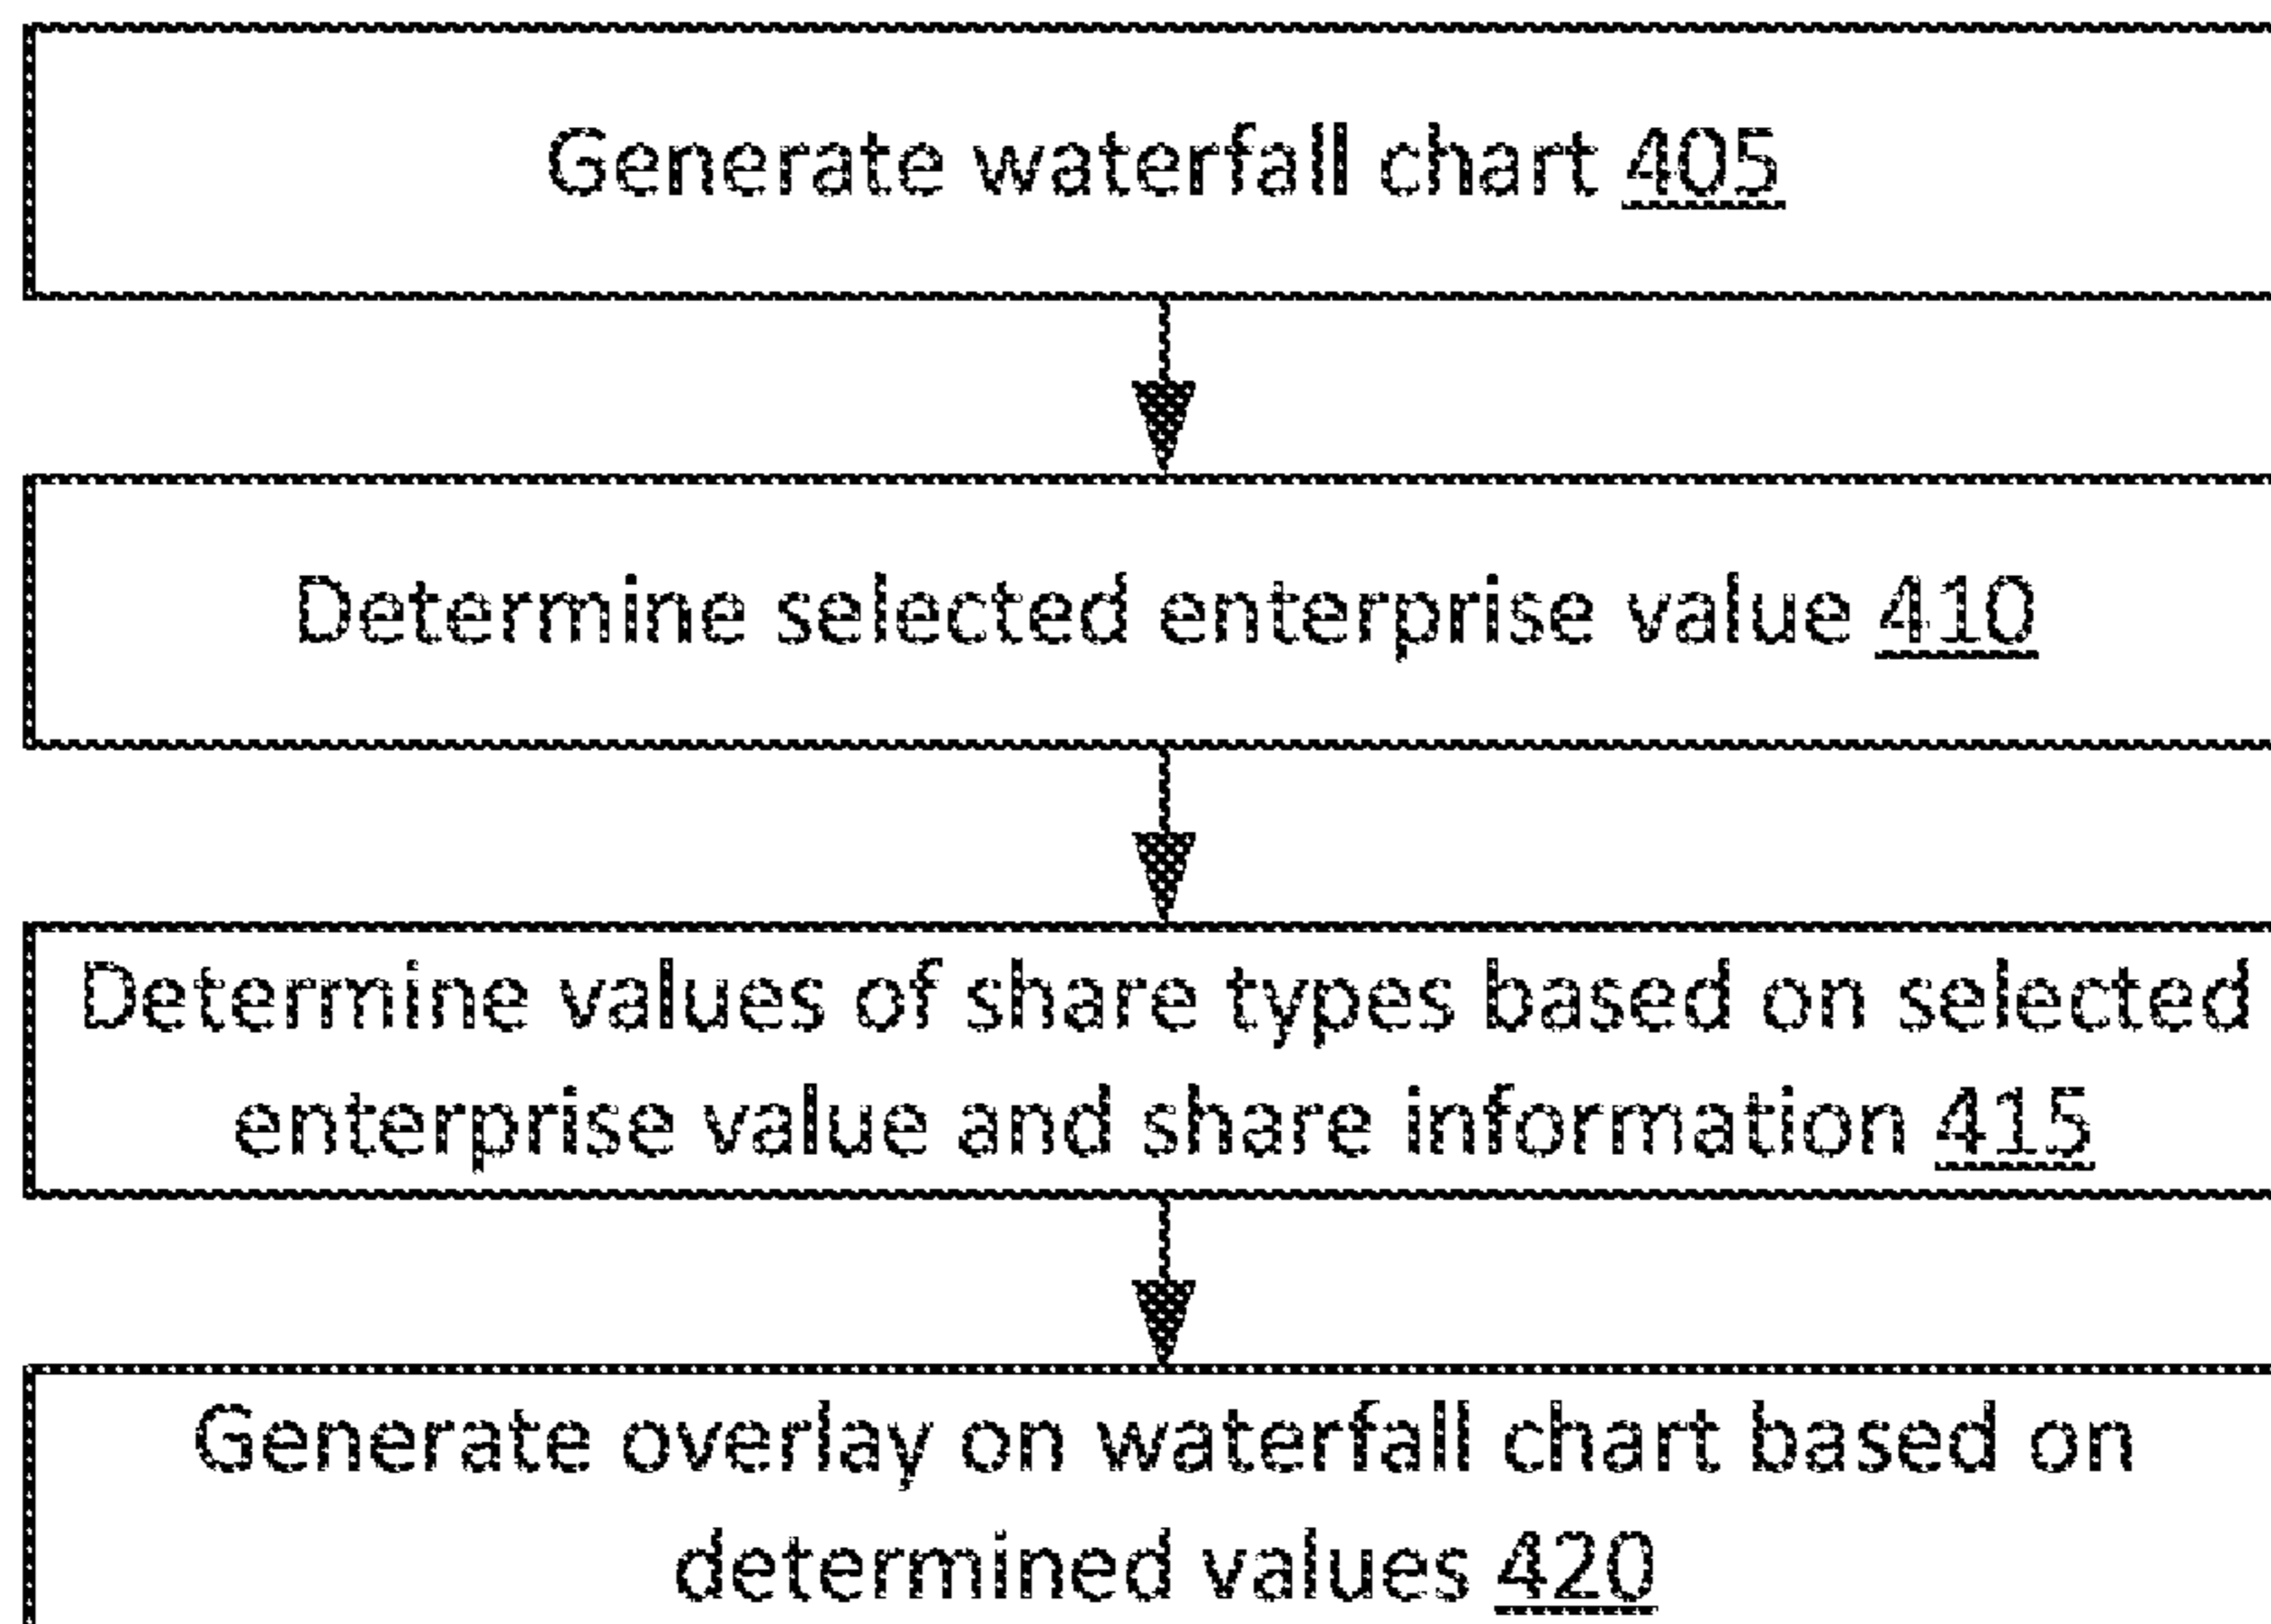 Generate waterfall chart 405
Determine selected enterprise value 410
Determine values of share types based on selected
enterprise value and share information 415
Generate overlay on waterfall chart based on
determined values 420